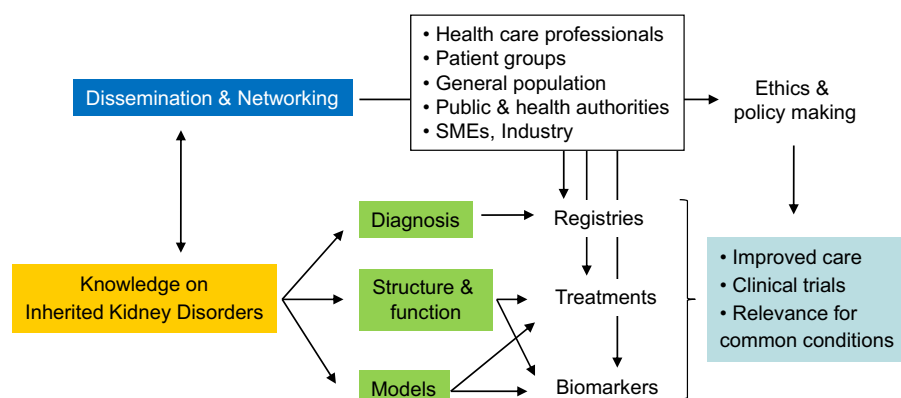 • Health care professionals
• Patient groups
• General population
• Public & health authorities
• SMEs, Industry
Dissemination & Networking
Ethics &
policy making
Diagnosis
Registries
Knowledge on
Inherited Kidney Disorders
Structure &
function
Treatments
Models
Biomarkers
• Improved care
• Clinical trials
• Relevance for
common conditions